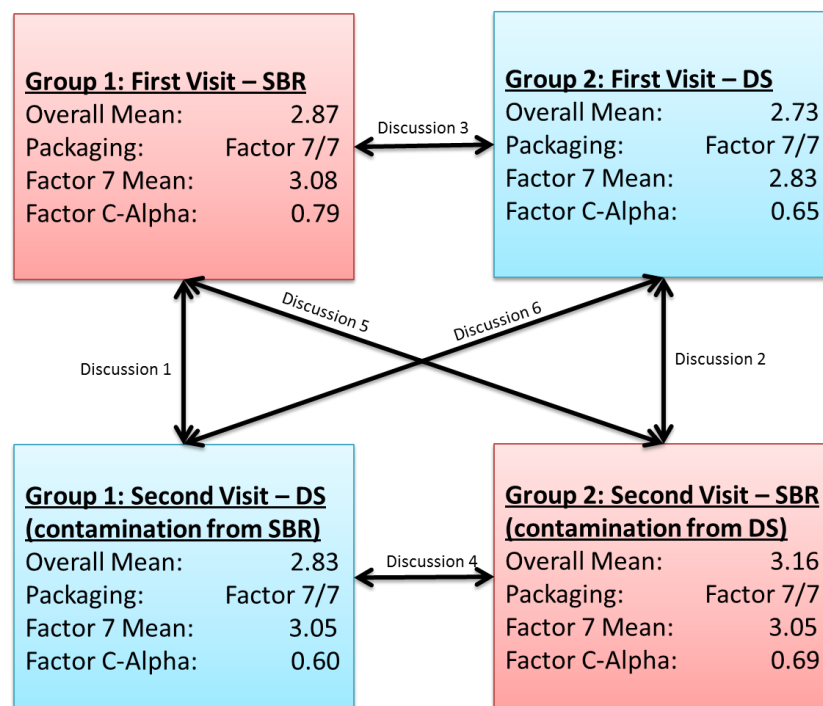 Group 1: First Visit – SBR
Overall Mean: 2.87
Packaging: Factor 7/7
Factor 7 Mean: 3.08
Factor C-Alpha: 0.79
Discussion 3
Group 2: First Visit – DS
Overall Mean: 2.73
Packaging: Factor 7/7
Factor 7 Mean: 2.83
Factor C-Alpha: 0.65
Discussion 5
Discussion 6
Discussion 1
Discussion 2
Group 1: Second Visit – DS
(contamination from SBR)
Overall Mean: 2.83
Packaging: Factor 7/7
Factor 7 Mean: 3.05
Factor C-Alpha: 0.60
Discussion 4
Group 2: Second Visit – SBR
(contamination from DS)
Overall Mean: 3.16
Packaging: Factor 7/7
Factor 7 Mean: 3.05
Factor C-Alpha: 0.69